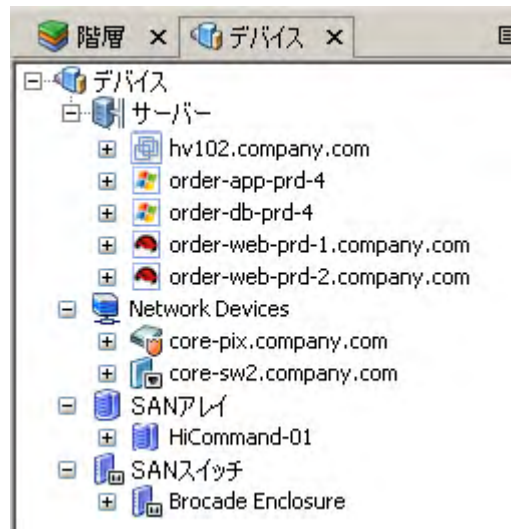 階層 デバイス
デバイス
サーバー
hv102.company.com
order-app-prd-4
order-db-prd-4
order-web-prd-1.company.com
order-web-prd-2.company.com
Network Devices
core-pix.company.com
core-sw2.company.com
SANアレイ
HiCommand-01
SANスイッチ
Brocade Enclosure